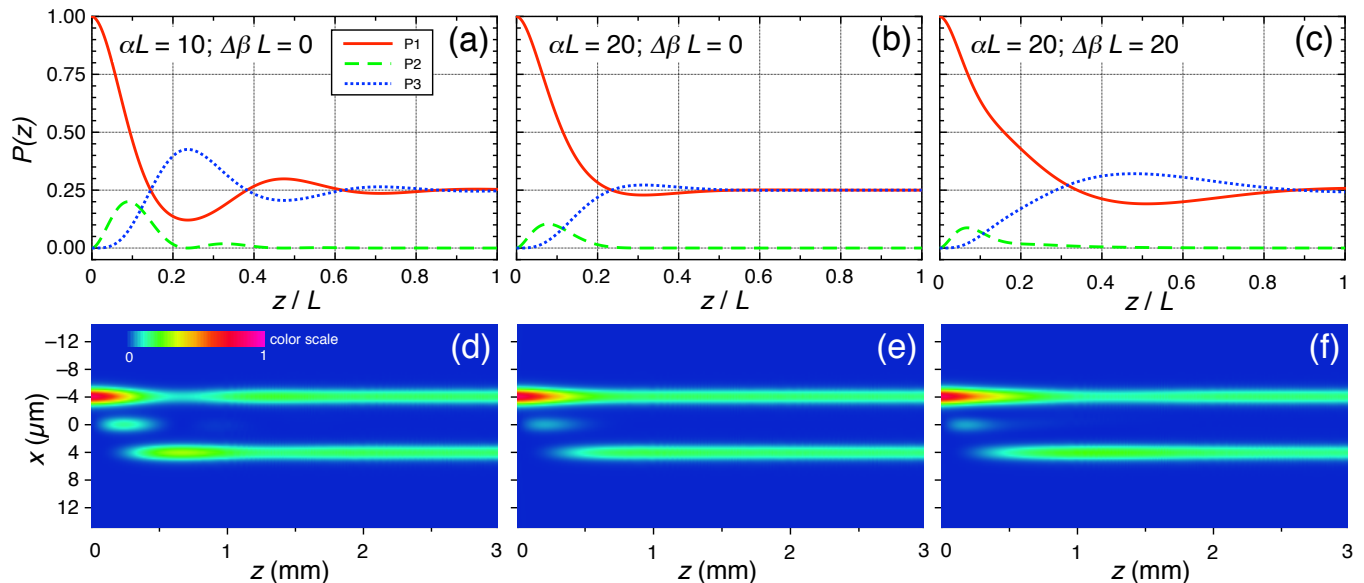 1.00
0.75
0.50
0.25
0.00
P(z)
αL = 10; Δβ L = 0
(a)
P1
P2
P3
0 0.2 0.4 0.6 0.8 1
z / L
αL = 20; Δβ L = 0
(b)
0 0.2 0.4 0.6 0.8 1
z / L
αL = 20; Δβ L = 20
(c)
0 0.2 0.4 0.6 0.8 1
z / L
–12
–8
–4
0
4
8
12
x (μm)
color scale
0 1
(d)
0 1 2 3
z (mm)
(e)
0 1 2 3
z (mm)
(f)
0 1 2 3
z (mm)